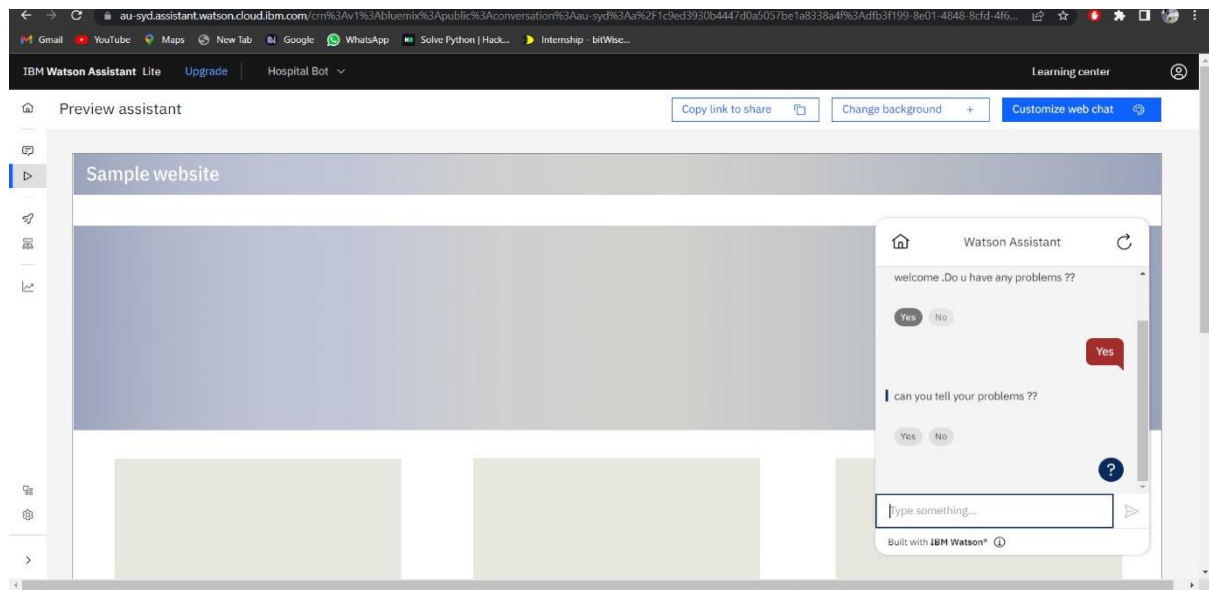 au-syd.assistant.watson.cloud.ibm.com/crn%3Av1%3Abluemix%3Apublic%3Aconversation%3Aau-syd%3Aa%2F1c9ed3930b4447d0a5057be1a8338a4f%3Adfb3f199-8e01-4848-8cfd-4f6...
Gmail YouTube Maps New Tab Google WhatsApp Solve Python | Hack... Internship - bitWise...
IBM Watson Assistant Lite Upgrade Hospital Bot Learning center
Preview assistant Copy link to share Change background + Customize web chat
Sample website
Watson Assistant
welcome .Do u have any problems ??
Yes No
Yes
can you tell your problems ??
Yes No
?
Type something...
Built with IBM Watson®